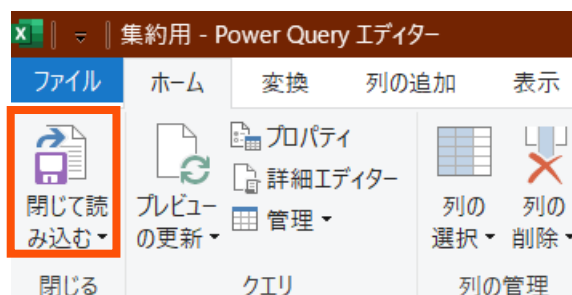 集約用 - Power Query エディター
ファイル ホーム 変換 列の追加 表示
閉じて読み込む
プレビューの更新
プロパティ
詳細エディター
管理
列の選択
列の削除
閉じる クエリ 列の管理